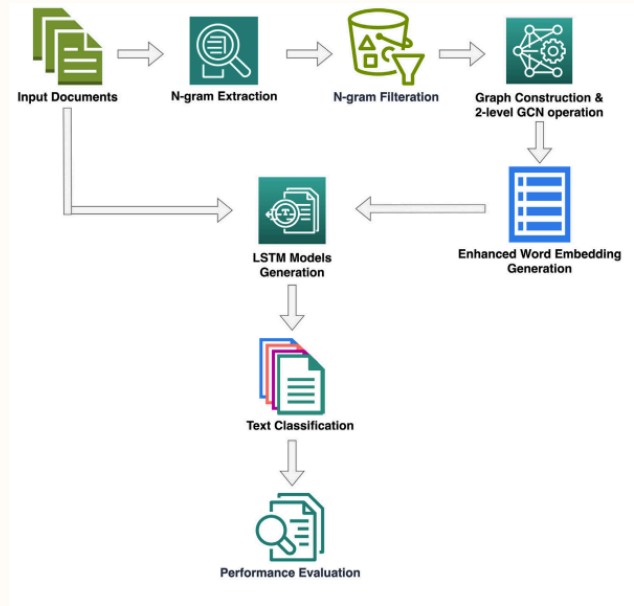 Input Documents
N-gram Extraction
N-gram Filteration
Graph Construction &
2-level GCN operation
LSTM Models
Generation
Enhanced Word Embedding
Generation
Text Classification
Performance Evaluation